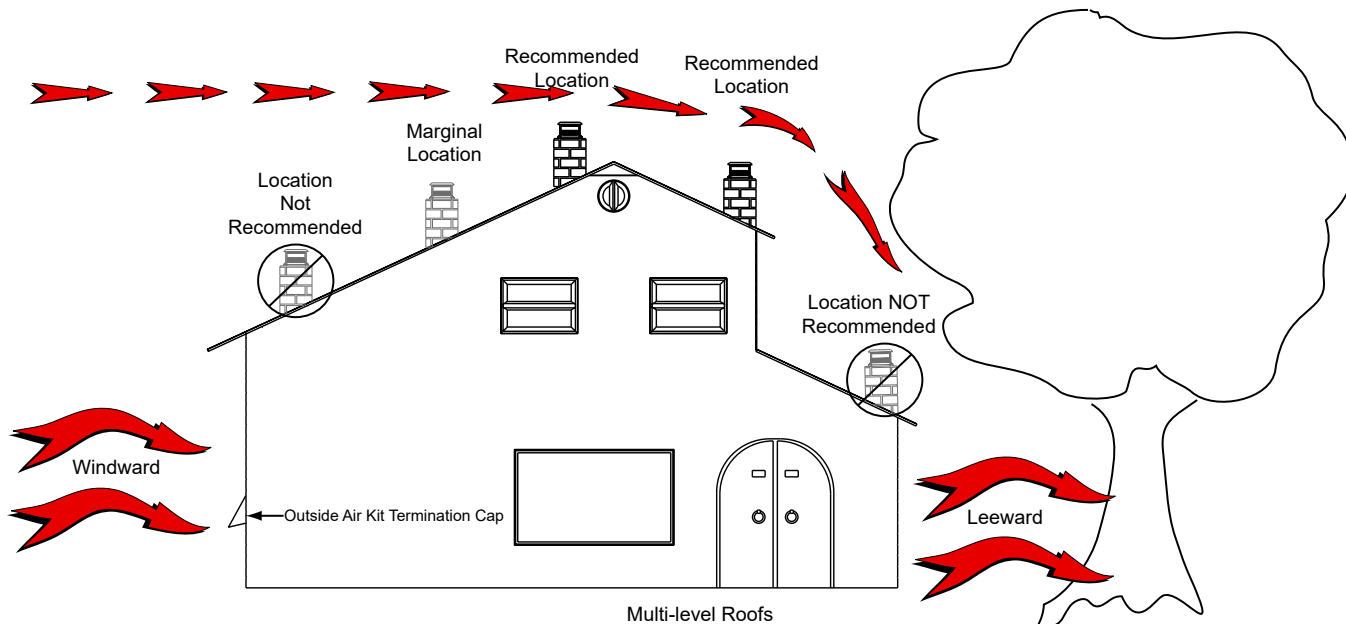 Recommended
Location
Recommended
Location
Marginal
Location
Location
Not
Recommended
Location NOT
Recommended
Windward
Outside Air Kit Termination Cap
Leeward
Multi-level Roofs